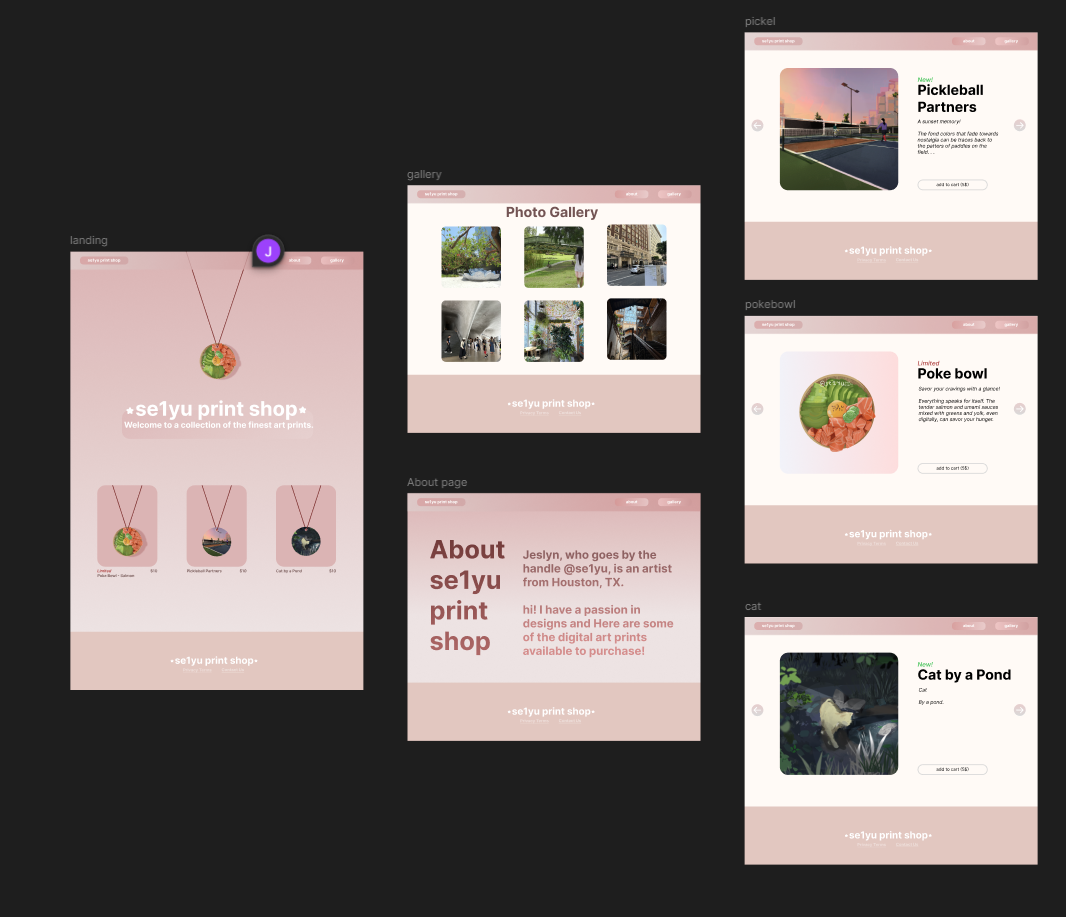 landing
J
se1yu print shop
about
gallery
★se1yu print shop★
Welcome to a collection of the finest art prints.
Limited
Poke Bowl - Salmon
$10
Pickleball Partners
$10
Cat by a Pond
$10
•se1yu print shop•
Privacy Terms
Contact Us
gallery
se1yu print shop
about
gallery
Photo Gallery
•se1yu print shop•
Privacy Terms
Contact Us
About page
se1yu print shop
about
gallery
About
se1yu
print
shop
Jeslyn, who goes by the
handle @se1yu, is an artist
from Houston, TX.
hi! I have a passion in
designs and Here are some
of the digital art prints
available to purchase!
•se1yu print shop•
Privacy Terms
Contact Us
pickel
se1yu print shop
about
gallery
New!
Pickleball
Partners
A sunset memory!
The fond colors that fade towards
nostalgia can be traces back to
the patters of paddles on the
field....
add to cart (5$)
•se1yu print shop•
Privacy Terms
Contact Us
pokebowl
se1yu print shop
about
gallery
Limited
Poke bowl
Savor your cravings with a glance!
Everything speaks for itself. The
tender salmon and umami sauces
mixed with greens and yolk, even
digitally, can savor your hunger.
add to cart (5$)
•se1yu print shop•
Privacy Terms
Contact Us
cat
se1yu print shop
about
gallery
New!
Cat by a Pond
Cat
By a pond.
add to cart (5$)
•se1yu print shop•
Privacy Terms
Contact Us